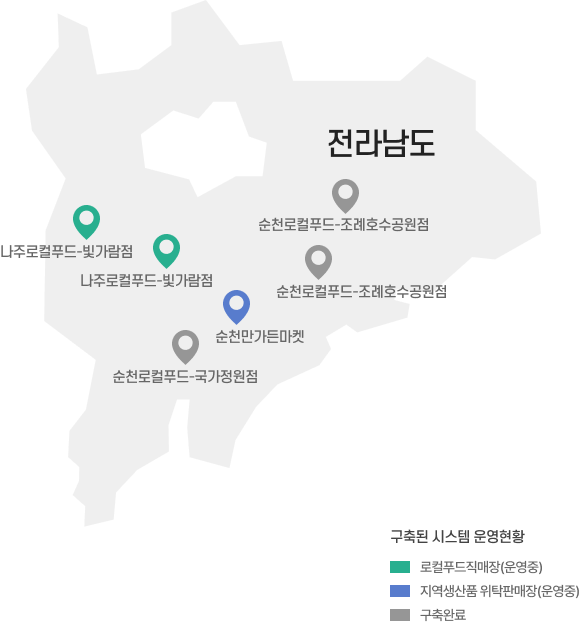 전라남도
순천로컬푸드-조례호수공원점
나주로컬푸드-빛가람점
나주로컬푸드-빛가람점
순천로컬푸드-조례호수공원점
순천만가든마켓
순천로컬푸드-국가정원점
구축된 시스템 운영현황
로컬푸드직매장(운영중)
지역생산품 위탁판매장(운영중)
구축완료